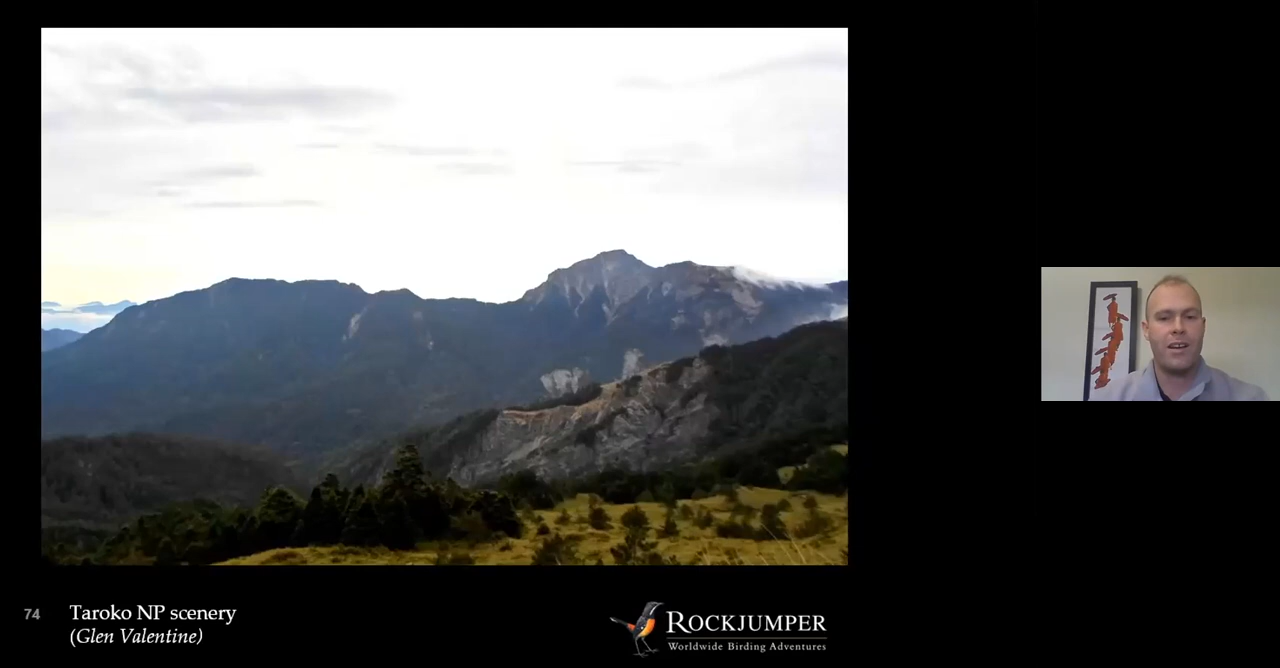 74
Taroko NP scenery
(Glen Valentine)
ROCKJUMPER
Worldwide Birding Adventures